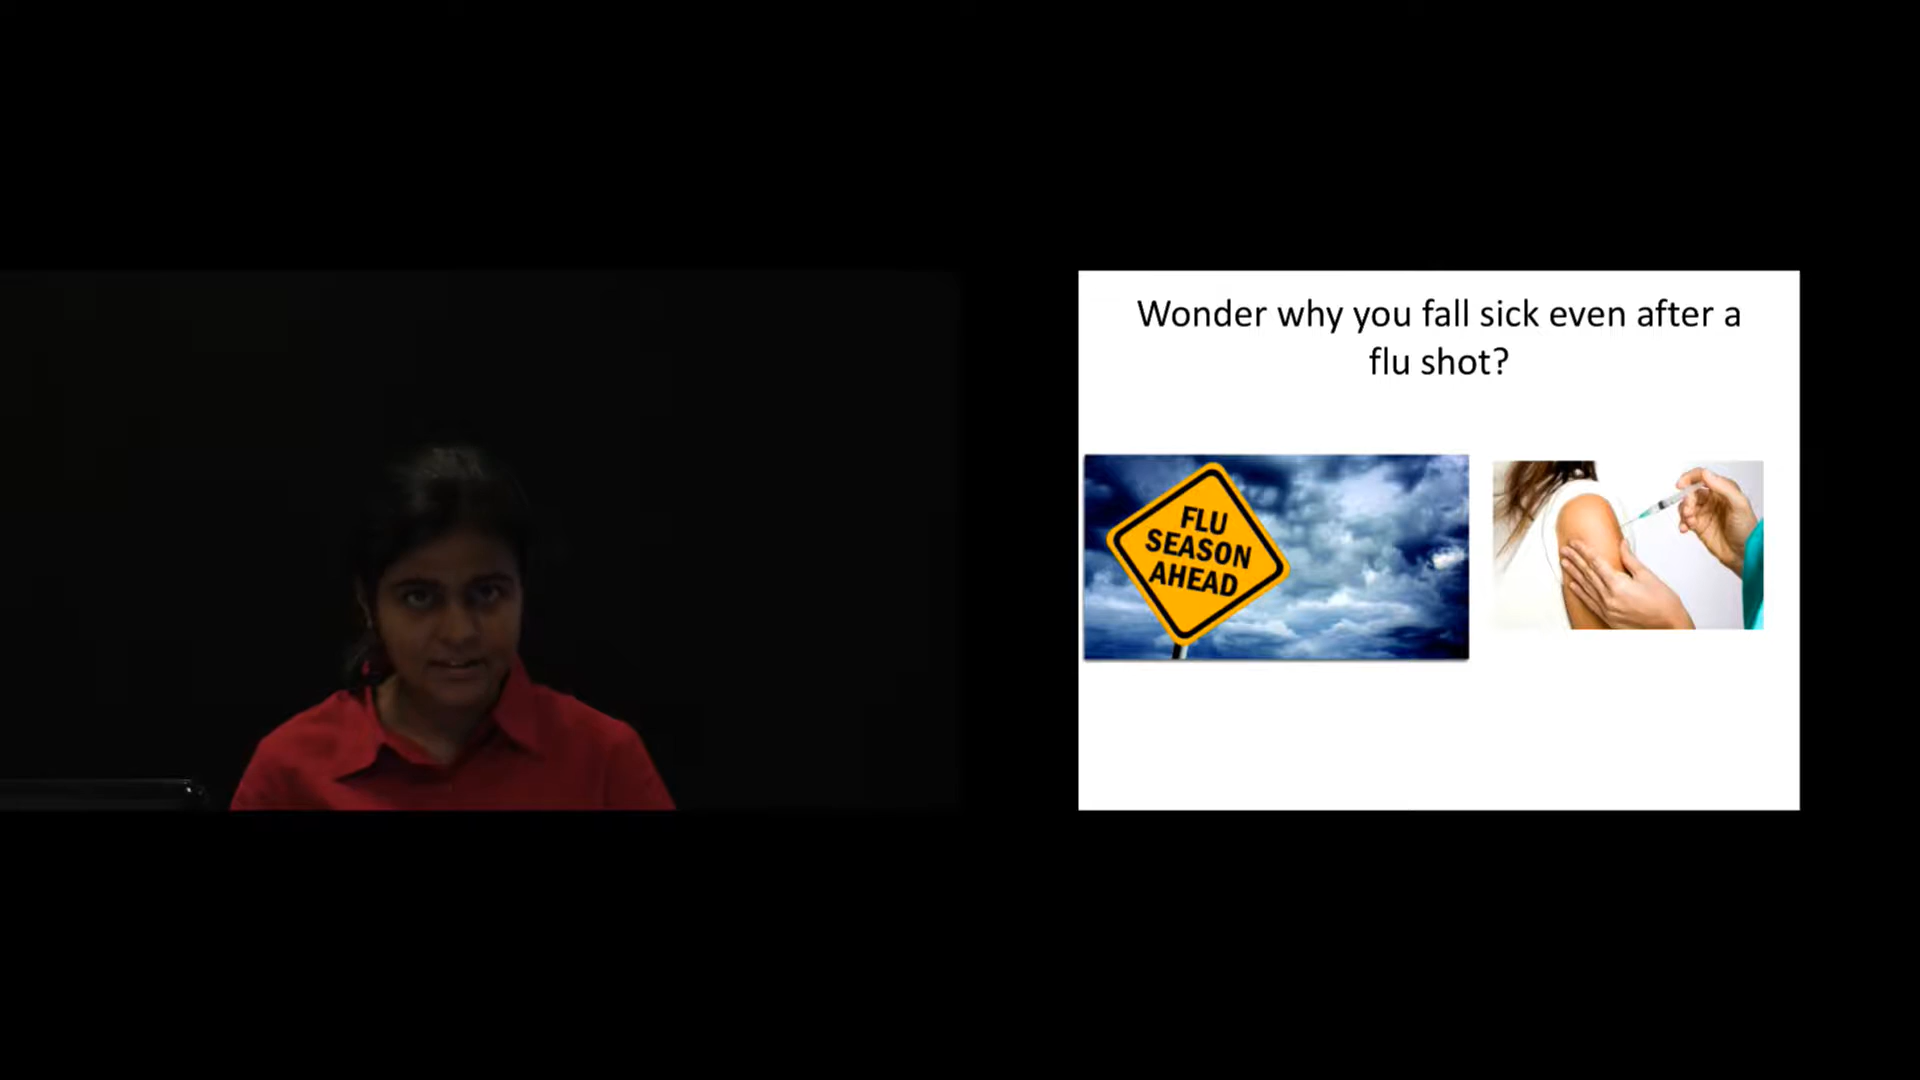 Wonder why you fall sick even after a
flu shot?
FLU
SEASON
AHEAD